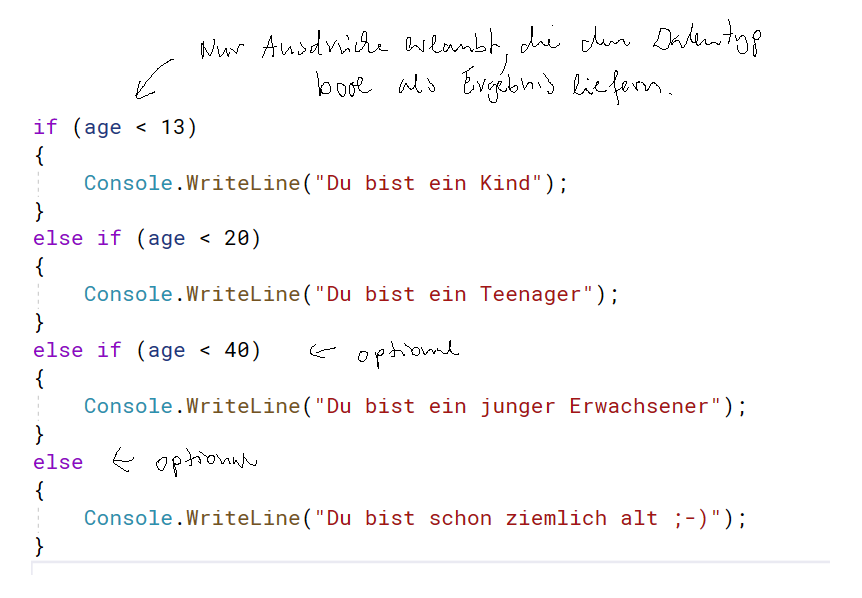 Nur Ausdrücke erlaubt, die den Datentyp
bool als Ergebnis liefern.
if (age < 13)
{
Console.WriteLine("Du bist ein Kind");
}
else if (age < 20)
{
Console.WriteLine("Du bist ein Teenager");
}
else if (age < 40) ← optional
{
Console.WriteLine("Du bist ein junger Erwachsener");
}
else ← optional
{
Console.WriteLine("Du bist schon ziemlich alt ;-)");
}